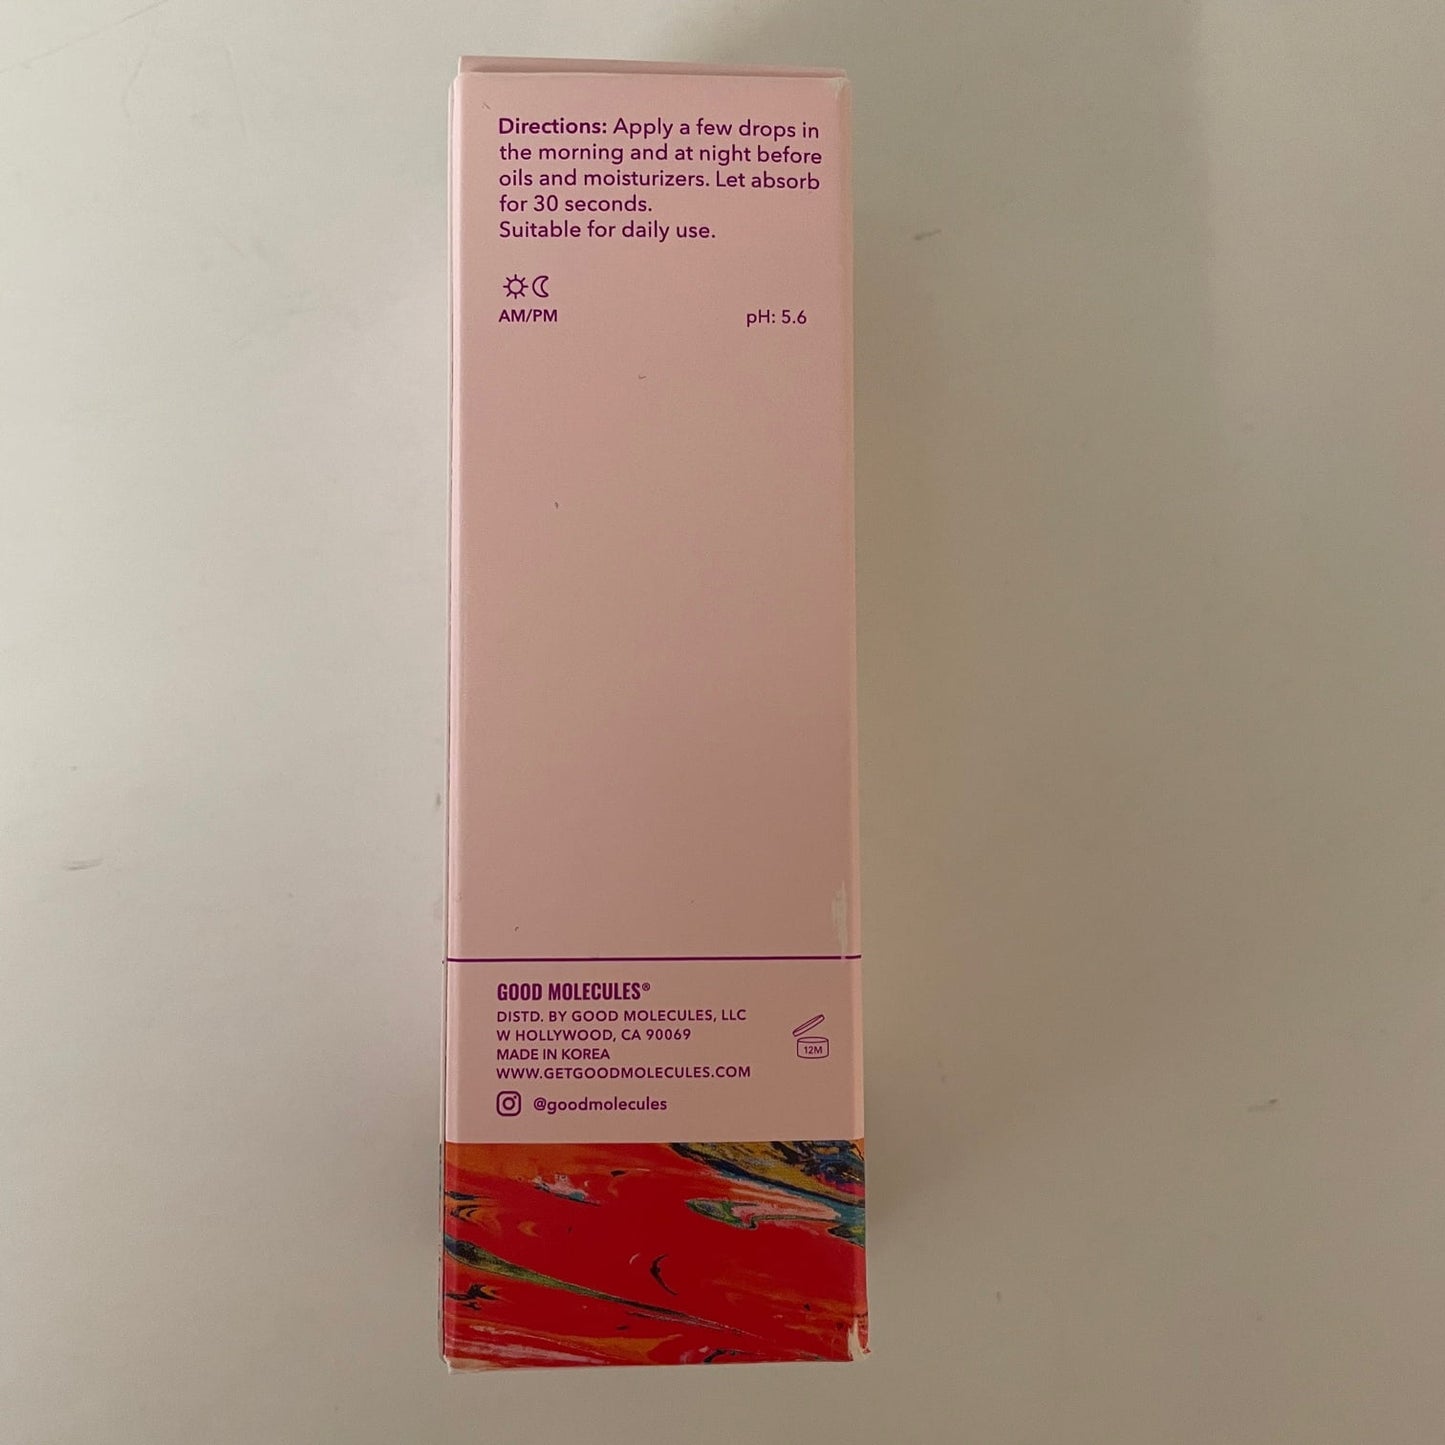 Directions: Apply a few drops in
the morning and at night before
oils and moisturizers. Let absorb
for 30 seconds.
Suitable for daily use.
AM/PM
pH: 5.6
GOOD MOLECULES®
DISTD. BY GOOD MOLECULES, LLC
W HOLLYWOOD, CA 90069
MADE IN KOREA
WWW.GETGOODMOLECULES.COM
12M
@goodmolecules